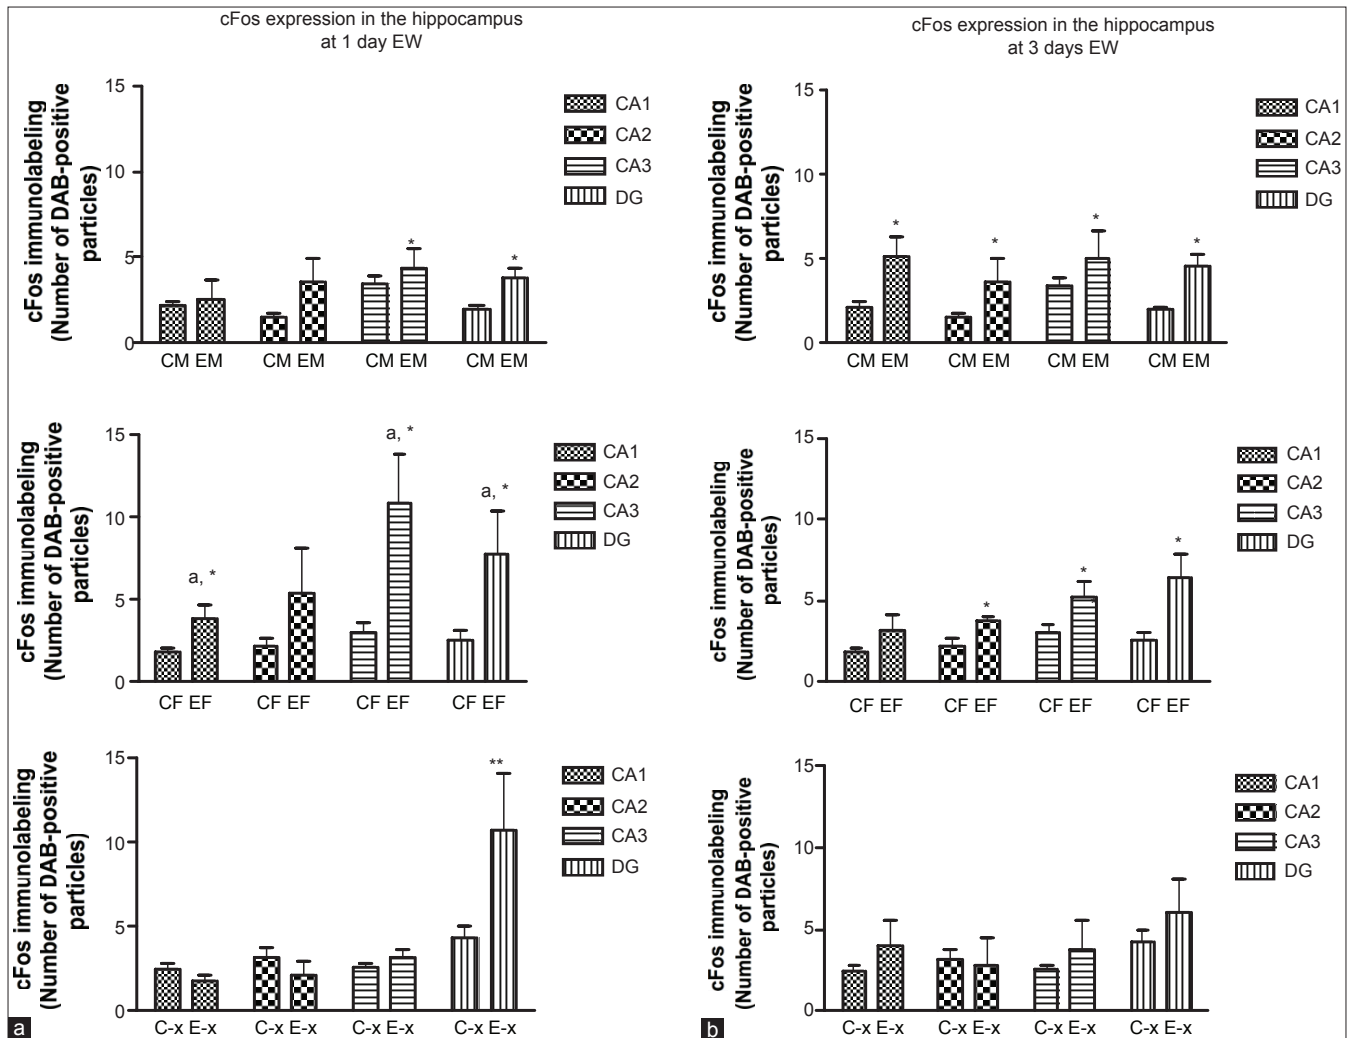 cFos expression in the hippocampus
at 1 day EW
cFos immunolabeling
(Number of DAB-positive
particles)
15
10
5
0
*
*
CM EM
CM EM
CM EM
CM EM
CA1
CA2
CA3
DG
cFos immunolabeling
(Number of DAB-positive
particles)
15
10
5
0
a, *
a, *
a, *
CF EF
CF EF
CF EF
CF EF
CA1
CA2
CA3
DG
cFos immunolabeling
(Number of DAB-positive
particles)
15
10
5
0
**
C-x E-x
C-x E-x
C-x E-x
C-x E-x
CA1
CA2
CA3
DG
a
cFos expression in the hippocampus
at 3 days EW
cFos immunolabeling
(Number of DAB-positive
particles)
15
10
5
0
*
*
*
*
CM EM
CM EM
CM EM
CM EM
CA1
CA2
CA3
DG
cFos immunolabeling
(Number of DAB-positive
particles)
15
10
5
0
*
*
*
CF EF
CF EF
CF EF
CF EF
CA1
CA2
CA3
DG
cFos immunolabeling
(Number of DAB-positive
particles)
15
10
5
0
C-x E-x
C-x E-x
C-x E-x
C-x E-x
CA1
CA2
CA3
DG
b